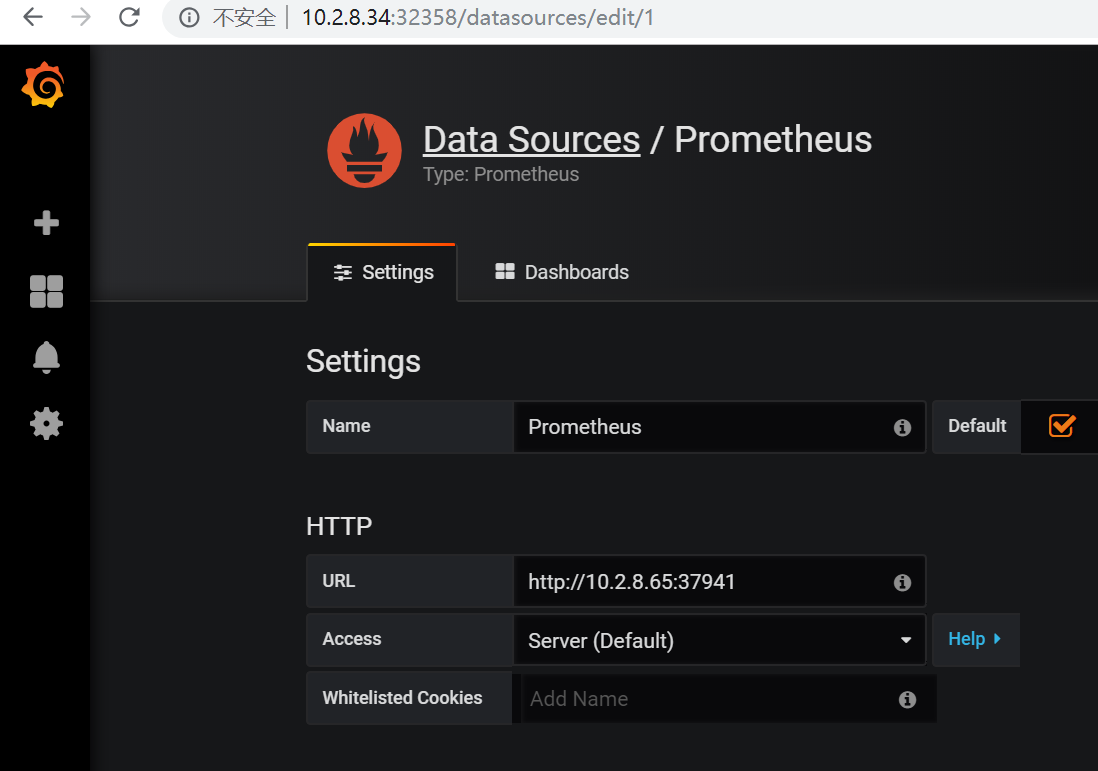 不安全 | 10.2.8.34:32358/datasources/edit/1
Data Sources / Prometheus
Type: Prometheus
Settings
Dashboards
Settings
Name Prometheus Default
HTTP
URL http://10.2.8.65:37941
Access Server (Default) Help
Whitelisted Cookies Add Name